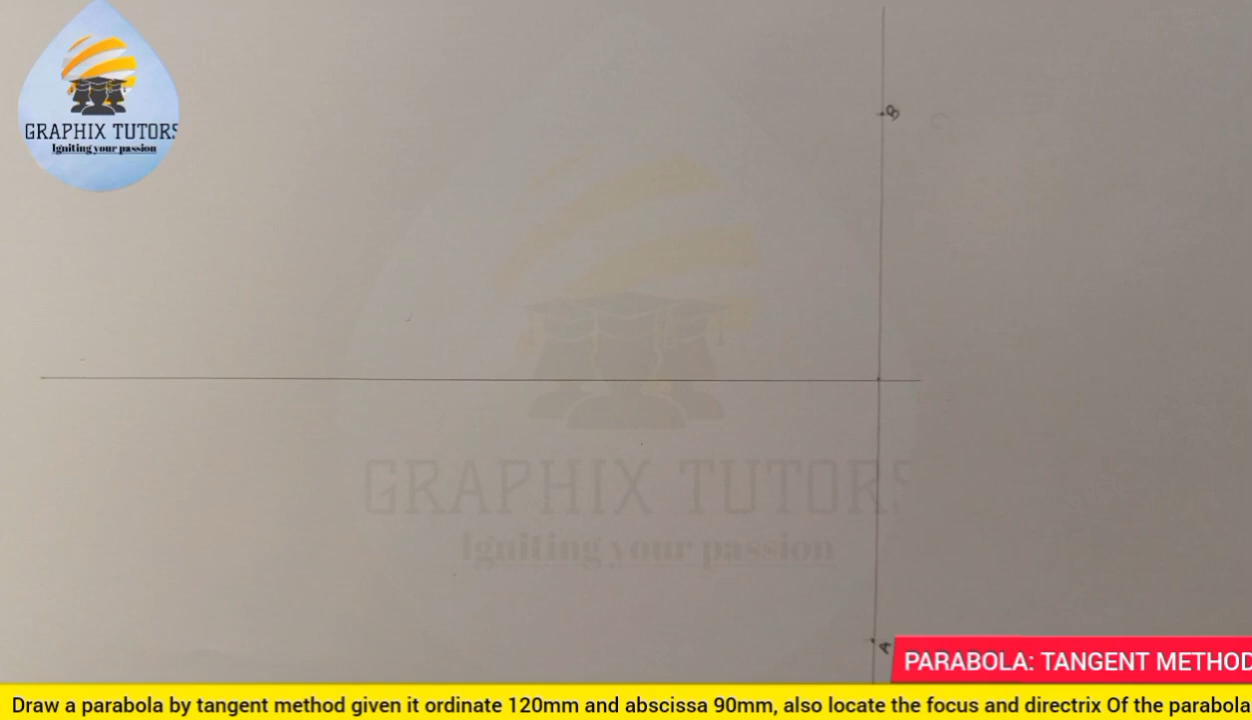 GRAPHIX TUTORS
Igniting your passion
B
GRAPHIX TUTORS
Igniting your passion
A
PARABOLA: TANGENT METHOD
Draw a parabola by tangent method given it ordinate 120mm and abscissa 90mm, also locate the focus and directrix Of the parabola